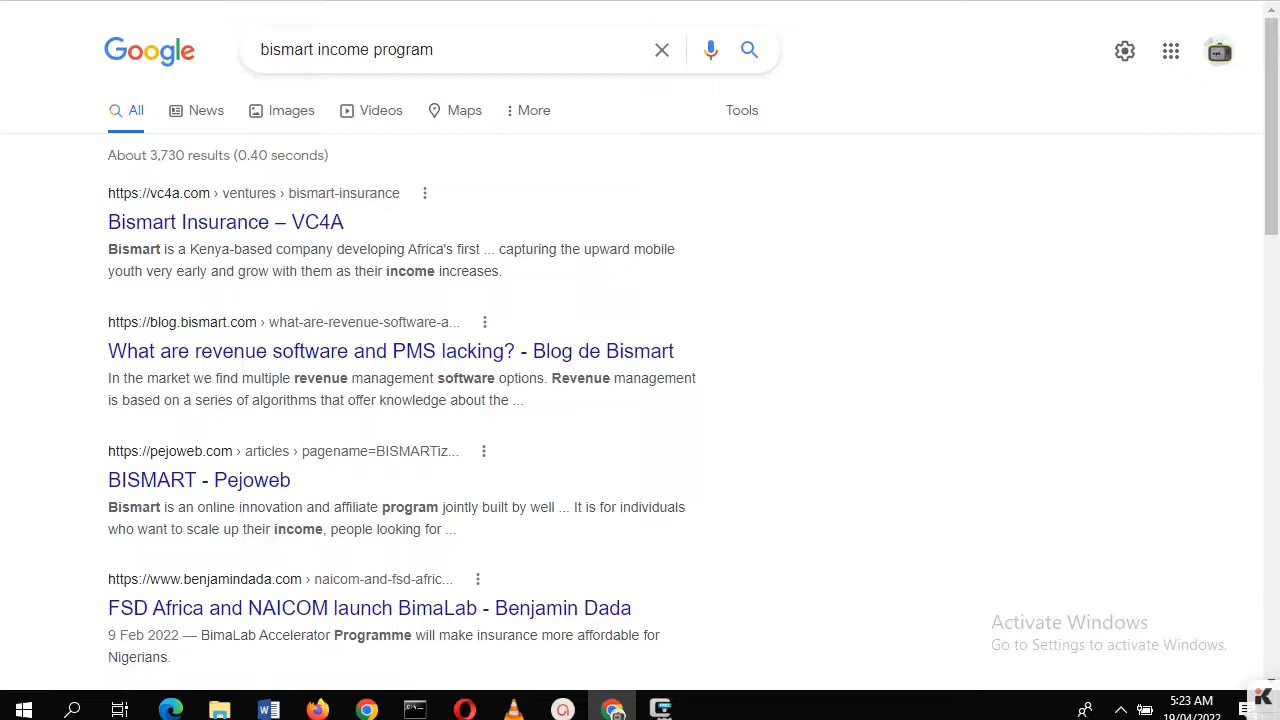 Google
bismart income program
All
News
Images
Videos
Maps
More
Tools
About 3,730 results (0.40 seconds)
https://vc4a.com › ventures › bismart-insurance
Bismart Insurance – VC4A
Bismart is a Kenya-based company developing Africa's first ... capturing the upward mobile
youth very early and grow with them as their income increases.
https://blog.bismart.com › what-are-revenue-software-a...
What are revenue software and PMS lacking? - Blog de Bismart
In the market we find multiple revenue management software options. Revenue management
is based on a series of algorithms that offer knowledge about the ...
https://pejoweb.com › articles › pagename=BISMARTiz...
BISMART - Pejoweb
Bismart is an online innovation and affiliate program jointly built by well ... It is for individuals
who want to scale up their income, people looking for ...
https://www.benjamindada.com › naicom-and-fsd-afric...
FSD Africa and NAICOM launch BimaLab - Benjamin Dada
9 Feb 2022 — BimaLab Accelerator Programme will make insurance more affordable for
Nigerians.
Activate Windows
Go to Settings to activate Windows.
5:23 AM
19/04/2022